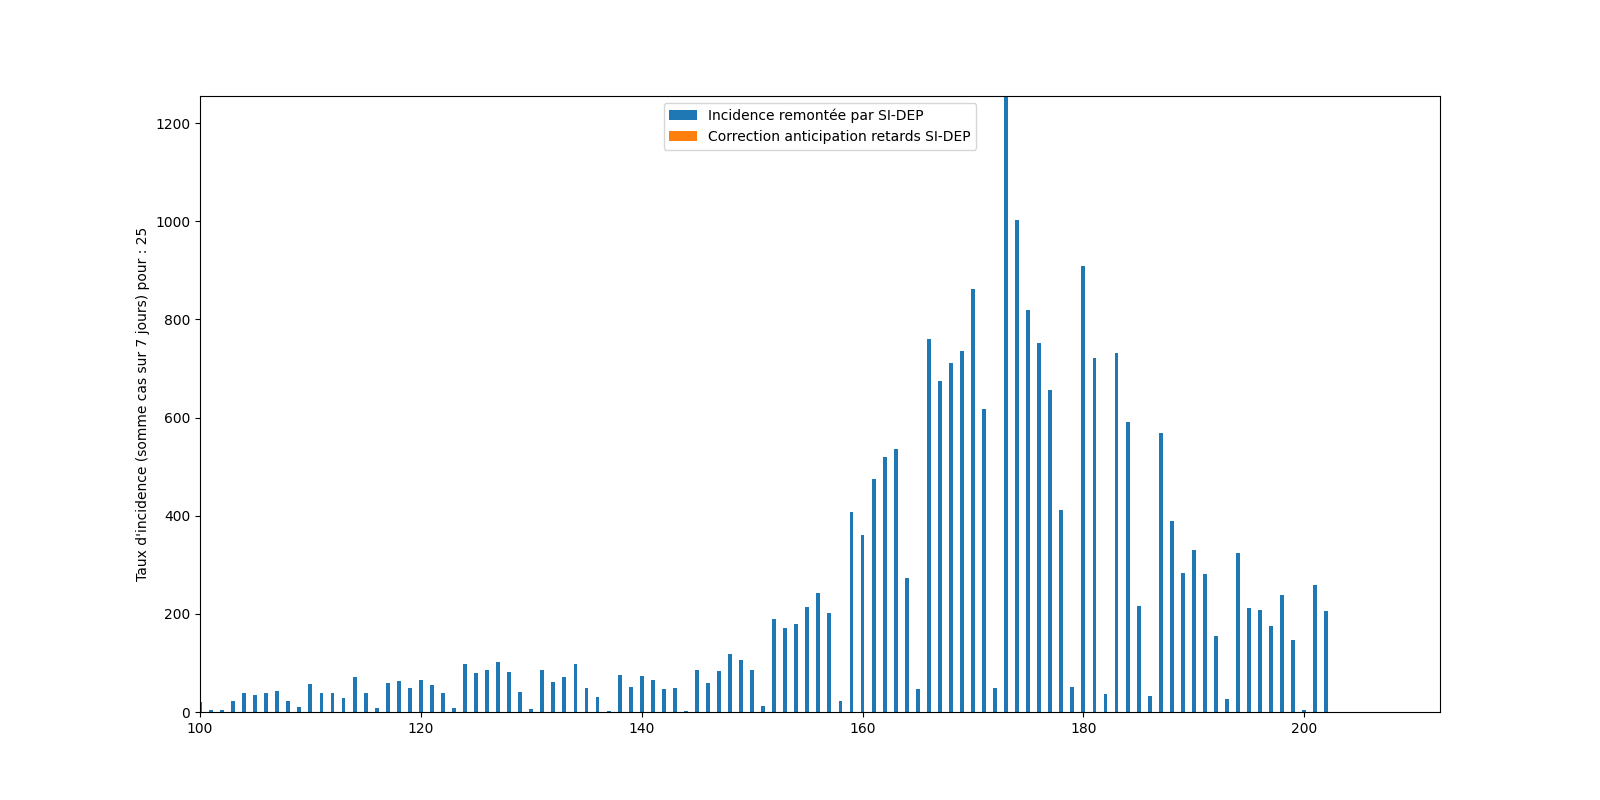 Incidence remontée par SI-DEP
Correction anticipation retards SI-DEP
Taux d'incidence (somme cas sur 7 jours) pour : 25
1200
1000
800
600
400
200
0
100 120 140 160 180 200